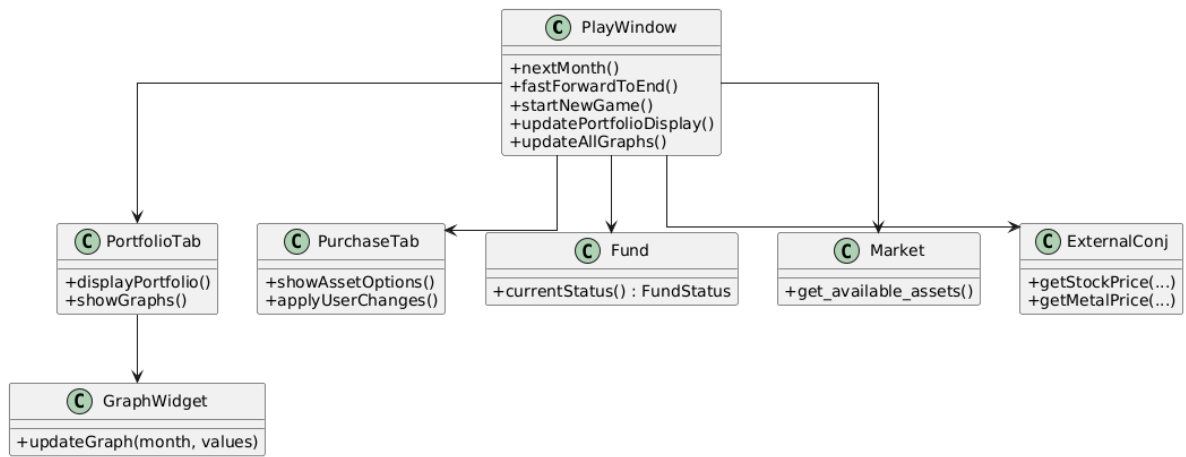 C PlayWindow
+nextMonth()
+fastForwardToEnd()
+startNewGame()
+updatePortfolioDisplay()
+updateAllGraphs()
C PortfolioTab
+displayPortfolio()
+showGraphs()
C PurchaseTab
+showAssetOptions()
+applyUserChanges()
C Fund
+currentStatus() : FundStatus
C Market
+get_available_assets()
C ExternalConj
+getStockPrice(...)
+getMetalPrice(...)
C GraphWidget
+updateGraph(month, values)